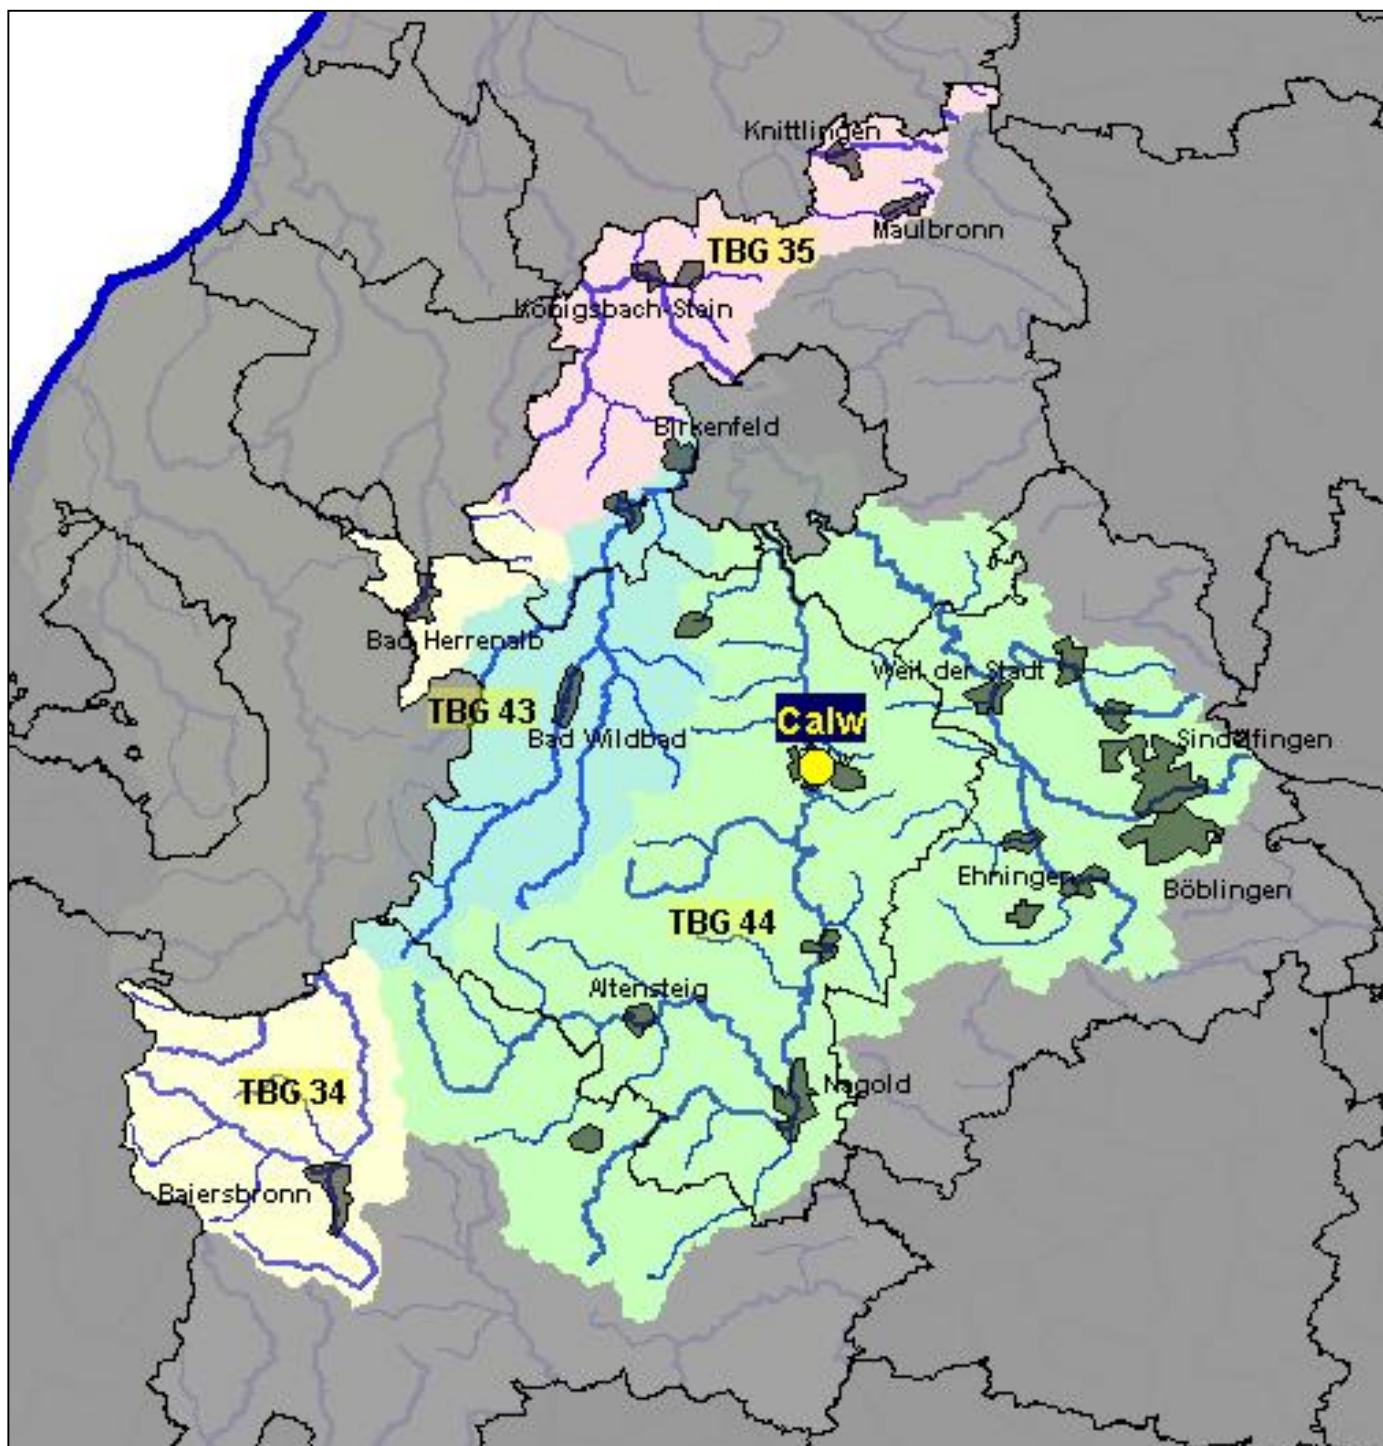 Knittlingen
Maulbronn
TBG 35
Königsbach-Stein
Birkenfeld
Bad Herrenalb
Weil der Stadt
TBG 43
Calw
Bad Wildbad
Sindelfingen
Ehningen
Böblingen
TBG 44
Altensteig
Nagold
TBG 34
Baiersbronn